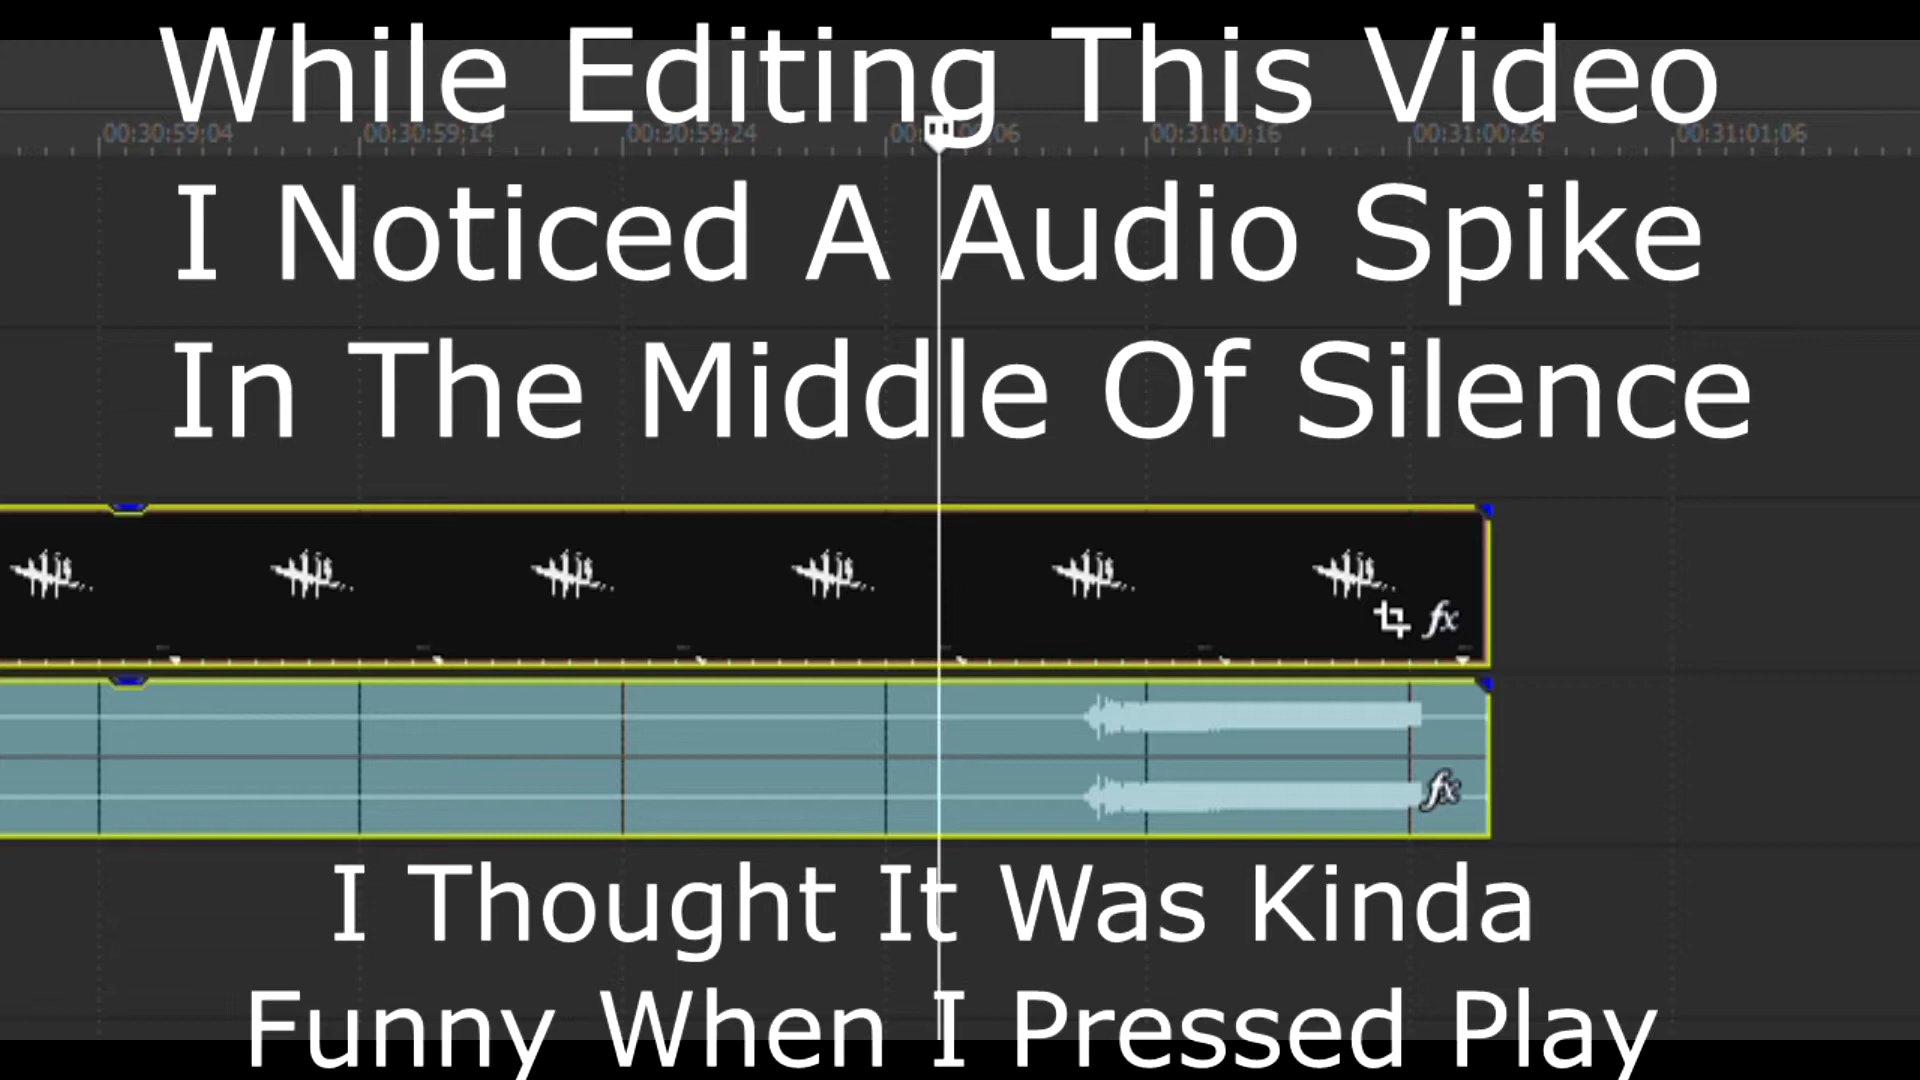 While Editing This Video
00:30:59;04 00:30:59;14 00:30:59;24 00: 06 00:31:00;16 00:31:00;26 00:31:01;06
I Noticed A Audio Spike
In The Middle Of Silence
fx
fx
I Thought It Was Kinda
Funny When I Pressed Play